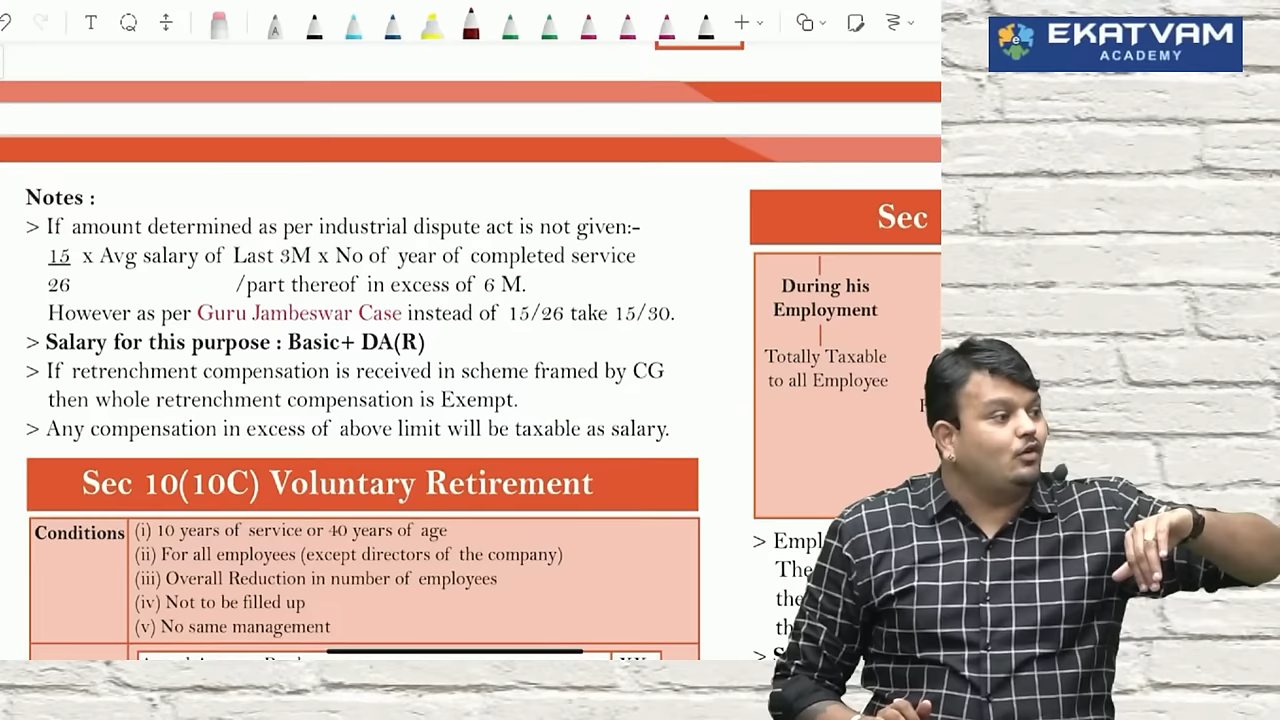 EKATVAM
ACADEMY
Notes :
> If amount determined as per industrial dispute act is not given:-
15 x Avg salary of Last 3M x No of year of completed service
26 /part thereof in excess of 6 M.
However as per Guru Jambeswar Case instead of 15/26 take 15/30.
> Salary for this purpose : Basic+ DA(R)
> If retrenchment compensation is received in scheme framed by CG
then whole retrenchment compensation is Exempt.
> Any compensation in excess of above limit will be taxable as salary.
Sec 10(10C) Voluntary Retirement
Conditions
(i) 10 years of service or 40 years of age
(ii) For all employees (except directors of the company)
(iii) Overall Reduction in number of employees
(iv) Not to be filled up
(v) No same management
Sec
During his
Employment
Totally Taxable
to all Employee
> Empl
The
the
th
>